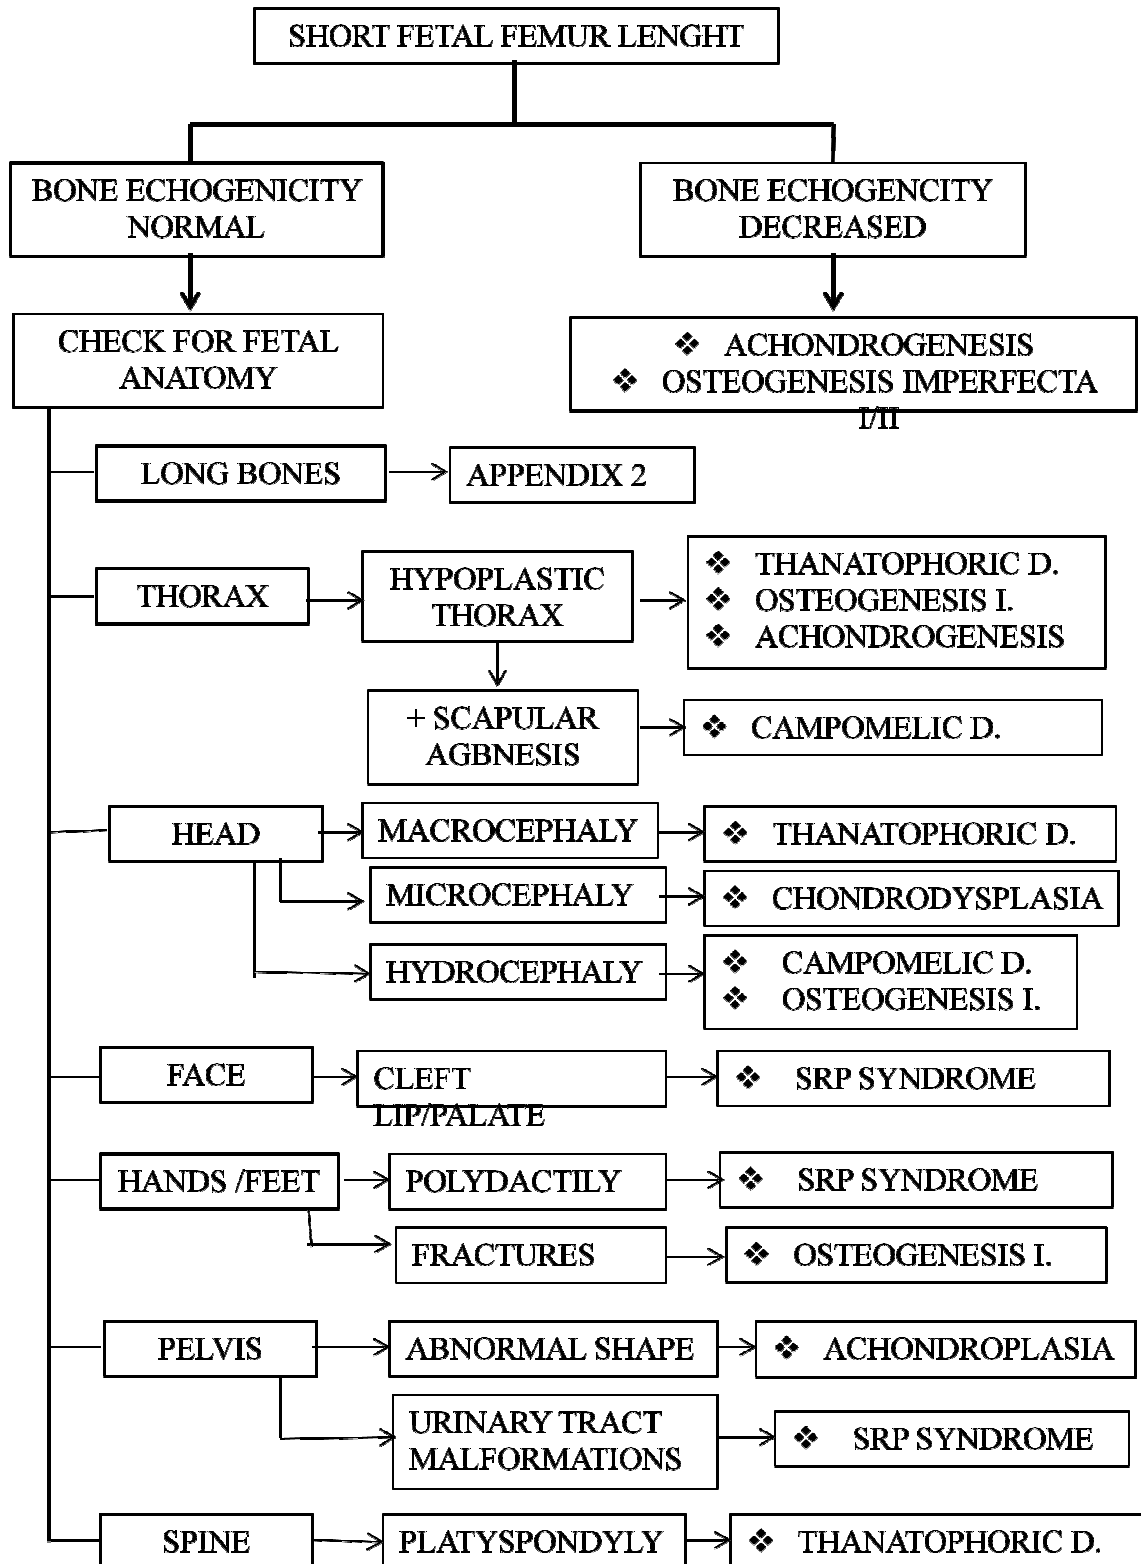 SHORT FETAL FEMUR LENGHT
BONE ECHOGENICITY
NORMAL
BONE ECHOGENCITY
DECREASED
CHECK FOR FETAL
ANATOMY
❖ ACHONDROGENESIS
❖ OSTEOGENESIS IMPERFECTA
I/II
LONG BONES
APPENDIX 2
THORAX
HYPOPLASTIC
THORAX
❖ THANATOPHORIC D.
❖ OSTEOGENESIS I.
❖ ACHONDROGENESIS
+ SCAPULAR
AGBNESIS
❖ CAMPOMELIC D.
HEAD
MACROCEPHALY
❖ THANATOPHORIC D.
MICROCEPHALY
❖ CHONDRODYSPLASIA
HYDROCEPHALY
❖ CAMPOMELIC D.
❖ OSTEOGENESIS I.
FACE
CLEFT
LIP/PALATE
❖ SRP SYNDROME
HANDS /FEET
POLYDACTILY
❖ SRP SYNDROME
FRACTURES
❖ OSTEOGENESIS I.
PELVIS
ABNORMAL SHAPE
❖ ACHONDROPLASIA
URINARY TRACT
MALFORMATIONS
❖ SRP SYNDROME
SPINE
PLATYSPONDYLY
❖ THANATOPHORIC D.